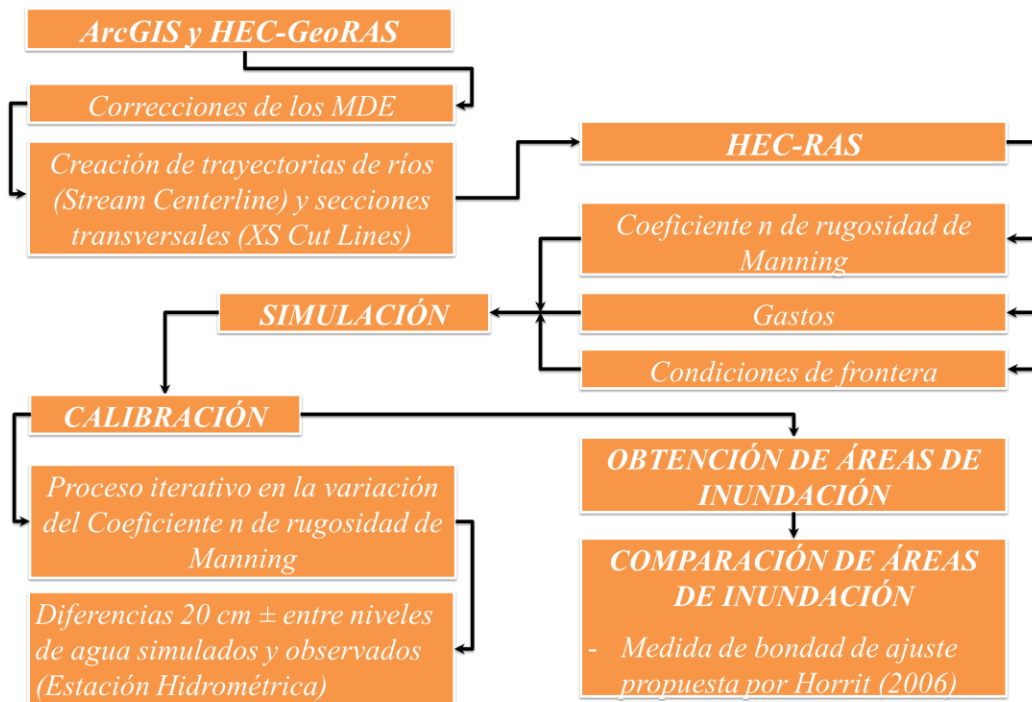 ArcGIS y HEC-GeoRAS
Correcciones de los MDE
Creación de trayectorias de ríos
(Stream Centerline) y secciones
transversales (XS Cut Lines)
HEC-RAS
Coeficiente n de rugosidad de
Manning
Gastos
Condiciones de frontera
SIMULACIÓN
CALIBRACIÓN
Proceso iterativo en la variación
del Coeficiente n de rugosidad de
Manning
Diferencias 20 cm ± entre niveles
de agua simulados y observados
(Estación Hidrométrica)
OBTENCIÓN DE ÁREAS DE
INUNDACIÓN
COMPARACIÓN DE ÁREAS
DE INUNDACIÓN
- Medida de bondad de ajuste
propuesta por Horrit (2006)